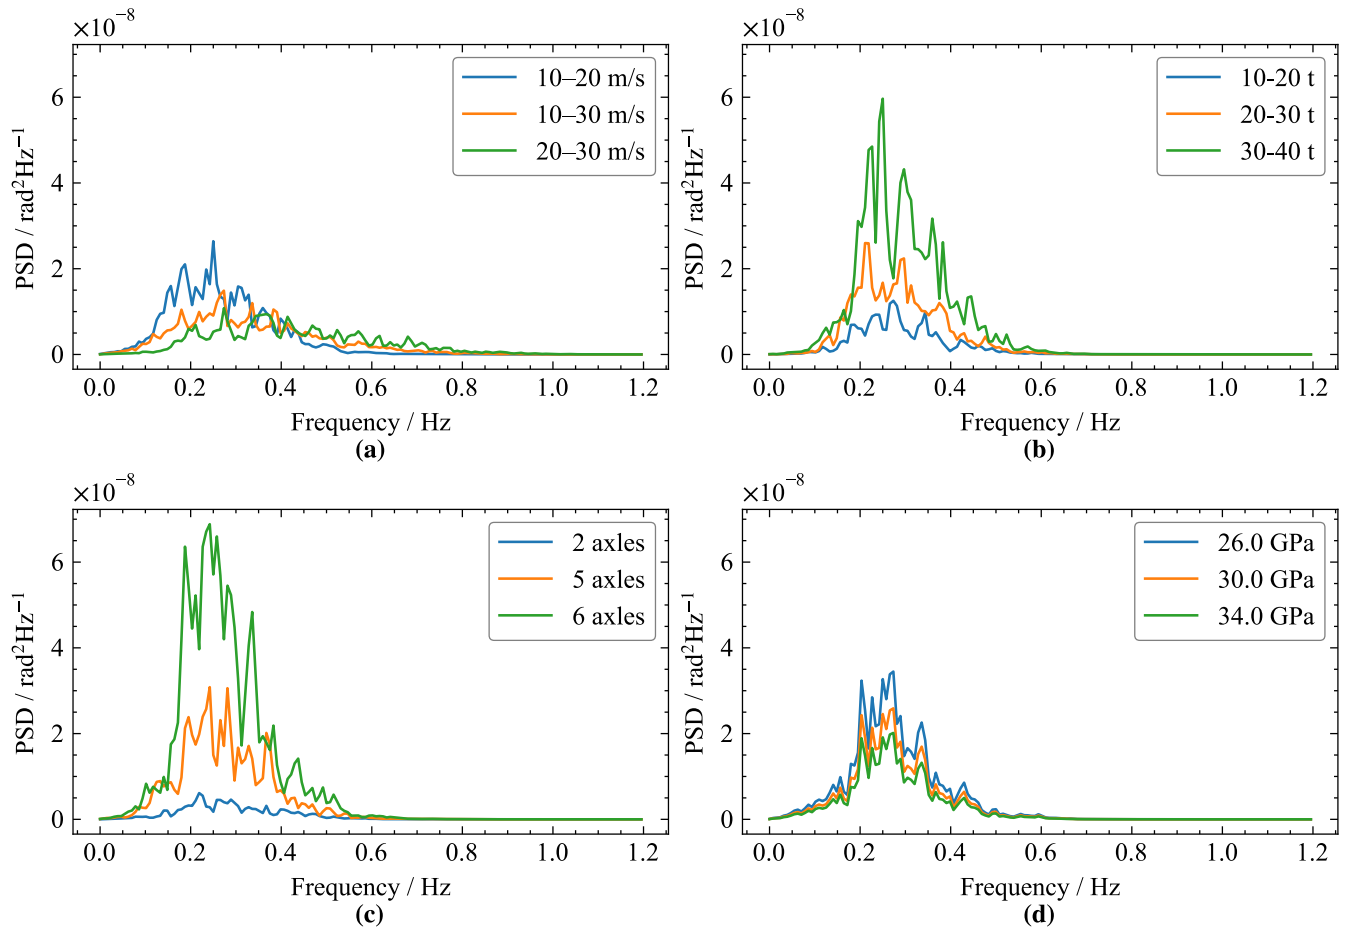 ×10⁻⁸
PSD / rad²Hz⁻¹
6
4
2
0
10–20 m/s
10–30 m/s
20–30 m/s
0.0 0.2 0.4 0.6 0.8 1.0 1.2
Frequency / Hz
(a)
×10⁻⁸
PSD / rad²Hz⁻¹
6
4
2
0
10-20 t
20-30 t
30-40 t
0.0 0.2 0.4 0.6 0.8 1.0 1.2
Frequency / Hz
(b)
×10⁻⁸
PSD / rad²Hz⁻¹
6
4
2
0
2 axles
5 axles
6 axles
0.0 0.2 0.4 0.6 0.8 1.0 1.2
Frequency / Hz
(c)
×10⁻⁸
PSD / rad²Hz⁻¹
6
4
2
0
26.0 GPa
30.0 GPa
34.0 GPa
0.0 0.2 0.4 0.6 0.8 1.0 1.2
Frequency / Hz
(d)